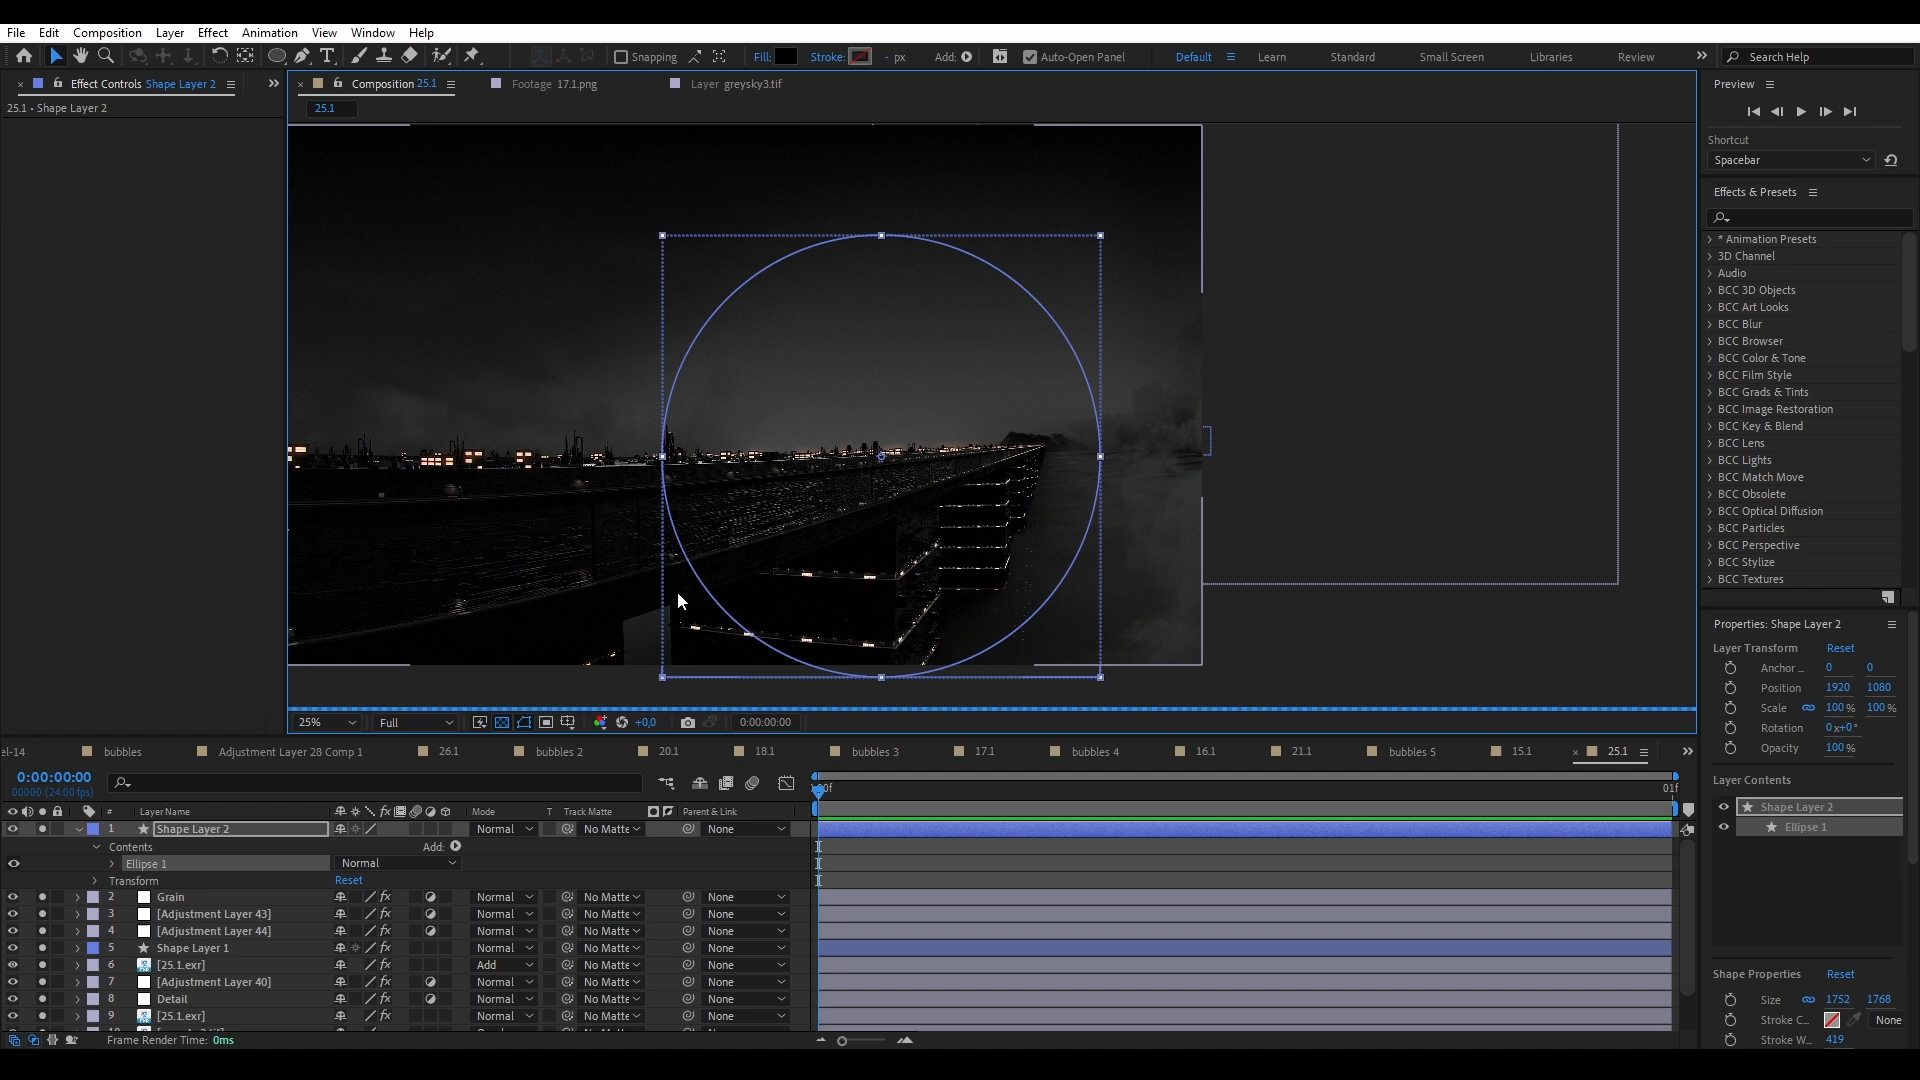 File Edit Composition Layer Effect Animation View Window Help
Snapping Fill: Stroke: - px Add: Auto-Open Panel Default Learn Standard Small Screen Libraries Review Search Help
Effect Controls Shape Layer 2
25.1 • Shape Layer 2
Composition 25.1 Footage 17.1.png Layer greysky3.tif
25.1
25% Full +0,0 0:00:00:00
Preview
Shortcut
Spacebar
Effects & Presets
* Animation Presets
3D Channel
Audio
BCC 3D Objects
BCC Art Looks
BCC Blur
BCC Browser
BCC Color & Tone
BCC Film Style
BCC Grads & Tints
BCC Image Restoration
BCC Key & Blend
BCC Lens
BCC Lights
BCC Match Move
BCC Obsolete
BCC Optical Diffusion
BCC Particles
BCC Perspective
BCC Stylize
BCC Textures
Properties: Shape Layer 2
Layer Transform Reset
Anchor ... 0 0
Position 1920 1080
Scale 100 % 100 %
Rotation 0x+0°
Opacity 100 %
Layer Contents
Shape Layer 2
Ellipse 1
Shape Properties Reset
Size 1752 1768
Stroke C... None
Stroke W... 419
el-14 bubbles Adjustment Layer 28 Comp 1 26.1 bubbles 2 20.1 18.1 bubbles 3 17.1 bubbles 4 16.1 21.1 bubbles 5 15.1 25.1
0:00:00:00
00000 (24.00 fps)
# Layer Name Mode T Track Matte Parent & Link
01f
1 Shape Layer 2 Normal No Matte None
Contents Add:
Ellipse 1 Normal
Transform Reset
2 Grain Normal No Matte None
3 [Adjustment Layer 43] Normal No Matte None
4 [Adjustment Layer 44] Normal No Matte None
5 Shape Layer 1 Normal No Matte None
6 [25.1.exr] Add No Matte None
7 [Adjustment Layer 40] Normal No Matte None
8 Detail Normal No Matte None
9 [25.1.exr] Normal No Matte None
Frame Render Time: 0ms